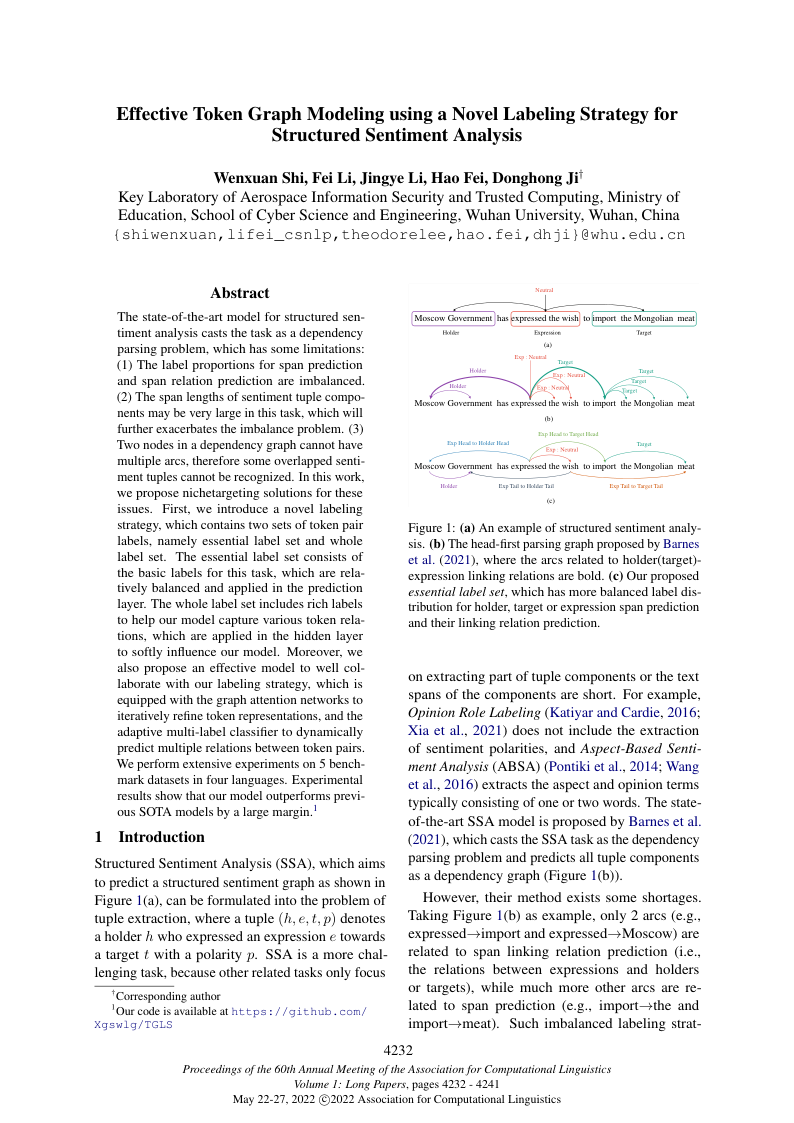 Effective Token Graph Modeling using a Novel Labeling Strategy for
Structured Sentiment Analysis
Wenxuan Shi, Fei Li, Jingye Li, Hao Fei, Donghong Ji†
Key Laboratory of Aerospace Information Security and Trusted Computing, Ministry of
Education, School of Cyber Science and Engineering, Wuhan University, Wuhan, China
{shiwenxuan,lifei_csnlp,theodorelee,hao.fei,dhji}@whu.edu.cn
Abstract
The state-of-the-art model for structured sen-
timent analysis casts the task as a dependency
parsing problem, which has some limitations:
(1) The label proportions for span prediction
and span relation prediction are imbalanced.
(2) The span lengths of sentiment tuple compo-
nents may be very large in this task, which will
further exacerbates the imbalance problem. (3)
Two nodes in a dependency graph cannot have
multiple arcs, therefore some overlapped senti-
ment tuples cannot be recognized. In this work,
we propose nichetargeting solutions for these
issues. First, we introduce a novel labeling
strategy, which contains two sets of token pair
labels, namely essential label set and whole
label set. The essential label set consists of
the basic labels for this task, which are rela-
tively balanced and applied in the prediction
layer. The whole label set includes rich labels
to help our model capture various token rela-
tions, which are applied in the hidden layer
to softly influence our model. Moreover, we
also propose an effective model to well col-
laborate with our labeling strategy, which is
equipped with the graph attention networks to
iteratively refine token representations, and the
adaptive multi-label classifier to dynamically
predict multiple relations between token pairs.
We perform extensive experiments on 5 bench-
mark datasets in four languages. Experimental
results show that our model outperforms previ-
ous SOTA models by a large margin.1
1 Introduction
Structured Sentiment Analysis (SSA), which aims
to predict a structured sentiment graph as shown in
Figure 1(a), can be formulated into the problem of
tuple extraction, where a tuple (h, e, t, p) denotes
a holder h who expressed an expression e towards
a target t with a polarity p. SSA is a more chal-
lenging task, because other related tasks only focus
†Corresponding author
1Our code is available at https://github.com/
Xgswlg/TGLS
Neutral
Moscow Government has expressed the wish to import the Mongolian meat
Holder Expression Target
(a)
Exp : Neutral
Target
Holder Exp : Neutral Target
Holder Exp : Neutral Target
Target
Moscow Government has expressed the wish to import the Mongolian meat
(b)
Exp Head to Target Head
Exp Head to Holder Head Exp : Neutral Target
Moscow Government has expressed the wish to import the Mongolian meat
Holder Exp Tail to Holder Tail Exp Tail to Target Tail
(c)
Figure 1: (a) An example of structured sentiment analy-
sis. (b) The head-first parsing graph proposed by Barnes
et al. (2021), where the arcs related to holder(target)-
expression linking relations are bold. (c) Our proposed
essential label set, which has more balanced label dis-
tribution for holder, target or expression span prediction
and their linking relation prediction.
on extracting part of tuple components or the text
spans of the components are short. For example,
Opinion Role Labeling (Katiyar and Cardie, 2016;
Xia et al., 2021) does not include the extraction
of sentiment polarities, and Aspect-Based Senti-
ment Analysis (ABSA) (Pontiki et al., 2014; Wang
et al., 2016) extracts the aspect and opinion terms
typically consisting of one or two words. The state-
of-the-art SSA model is proposed by Barnes et al.
(2021), which casts the SSA task as the dependency
parsing problem and predicts all tuple components
as a dependency graph (Figure 1(b)).
However, their method exists some shortages.
Taking Figure 1(b) as example, only 2 arcs (e.g.,
expressed→import and expressed→Moscow) are
related to span linking relation prediction (i.e.,
the relations between expressions and holders
or targets), while much more other arcs are re-
lated to span prediction (e.g., import→the and
import→meat). Such imbalanced labeling strat-
4232
Proceedings of the 60th Annual Meeting of the Association for Computational Linguistics
Volume 1: Long Papers, pages 4232 - 4241
May 22-27, 2022 ©2022 Association for Computational Linguistics